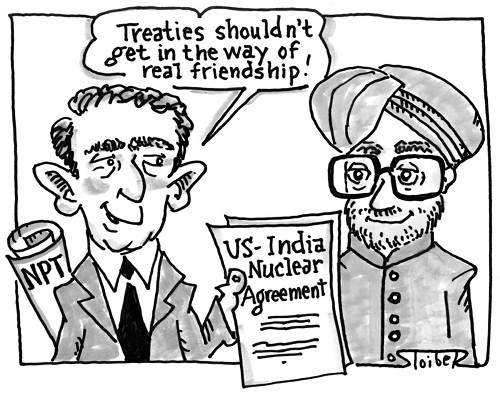 Treaties shouldn't
get in the way of
real friendship!
NPT
US-India
Nuclear
Agreement
StoibeR